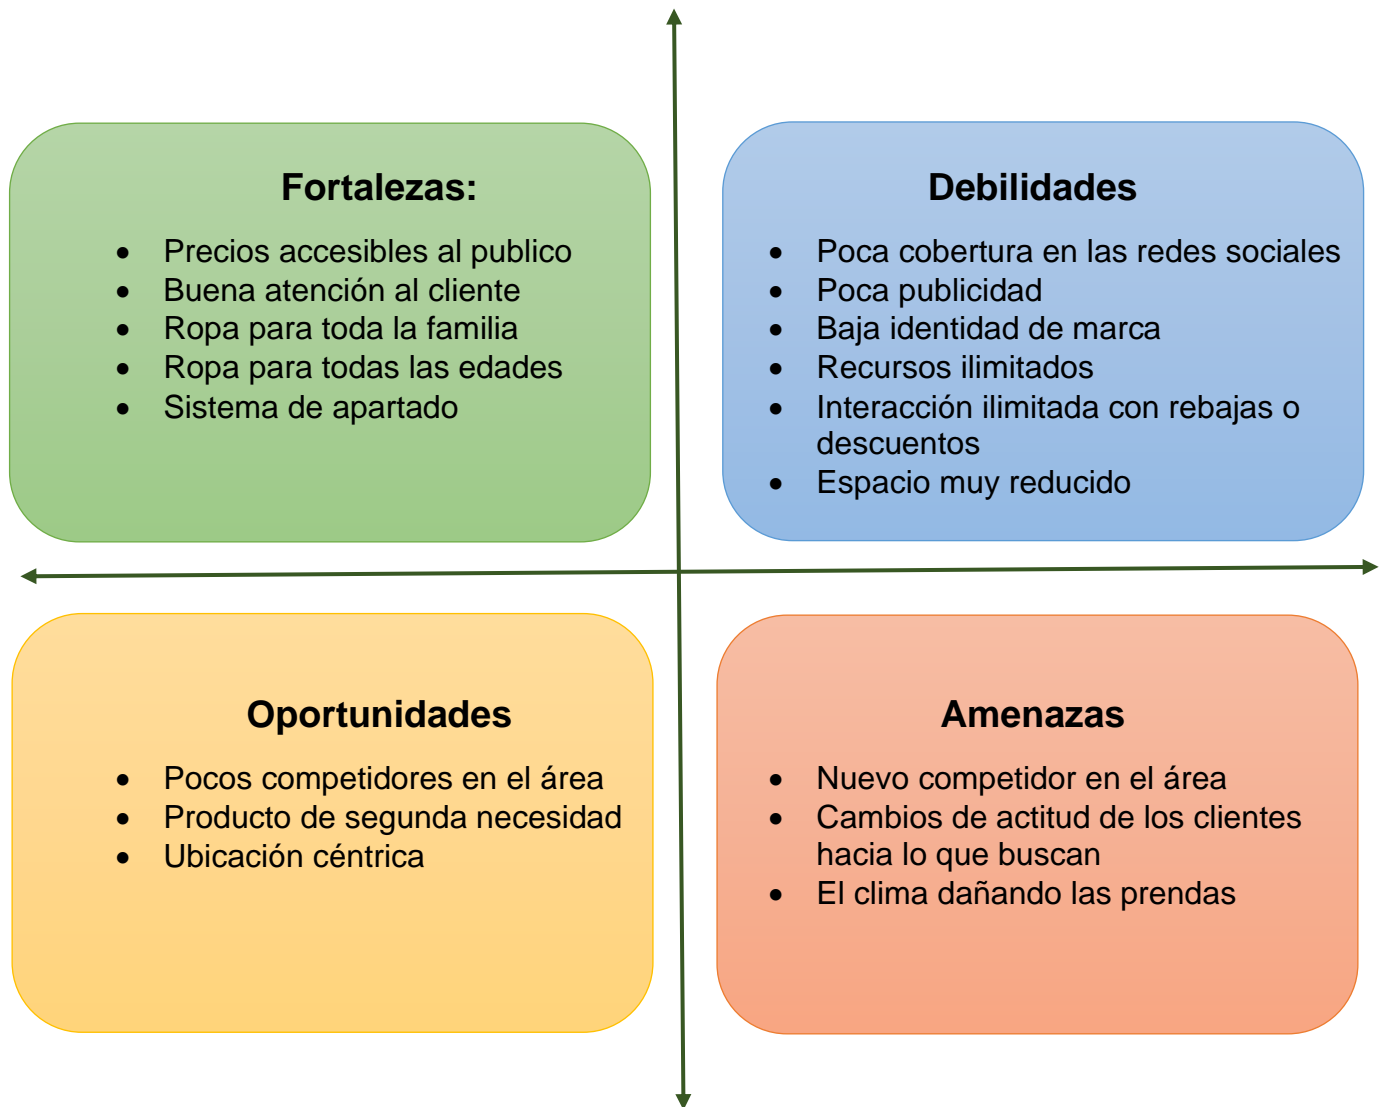 Fortalezas:
• Precios accesibles al publico
• Buena atención al cliente
• Ropa para toda la familia
• Ropa para todas las edades
• Sistema de apartado
Debilidades
• Poca cobertura en las redes sociales
• Poca publicidad
• Baja identidad de marca
• Recursos ilimitados
• Interacción ilimitada con rebajas o
descuentos
• Espacio muy reducido
Oportunidades
• Pocos competidores en el área
• Producto de segunda necesidad
• Ubicación céntrica
Amenazas
• Nuevo competidor en el área
• Cambios de actitud de los clientes
hacia lo que buscan
• El clima dañando las prendas